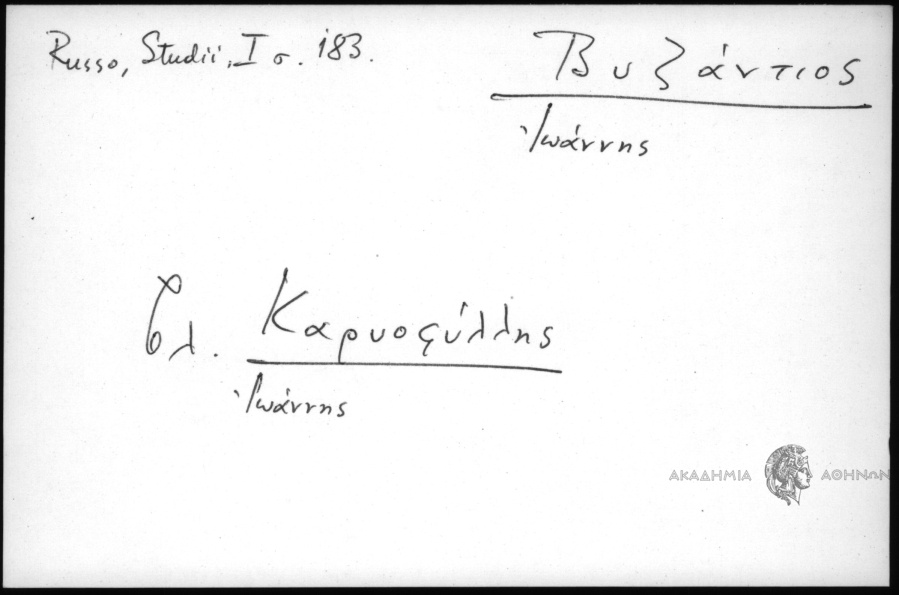 Russo, Studii, I σ. 183.
Βυζάντιος
Ἰωάννης
βλ. Καρυοφύλλης
Ἰωάννης
ΑΚΑΔΗΜΙΑ ΑΘΗΝΩΝ